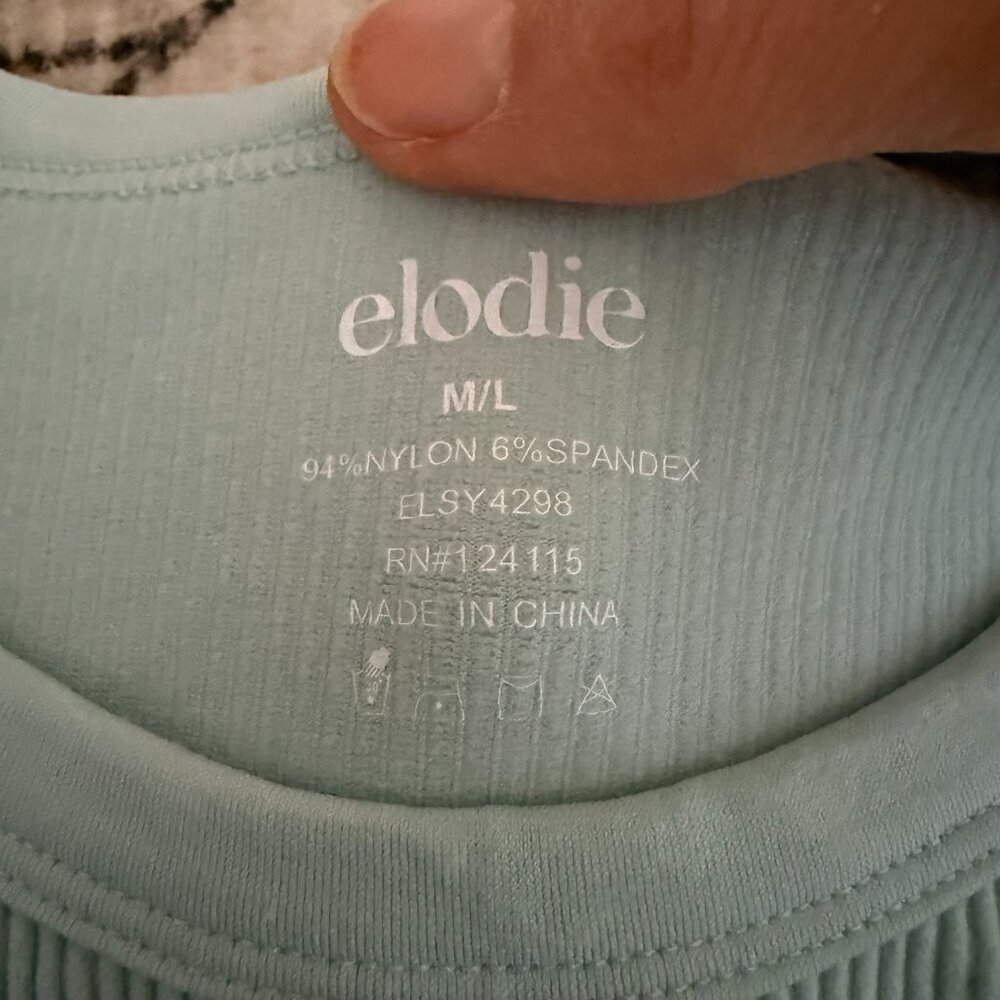 elodie
M/L
94%NYLON 6%SPANDEX
ELSY4298
RN#124115
MADE IN CHINA